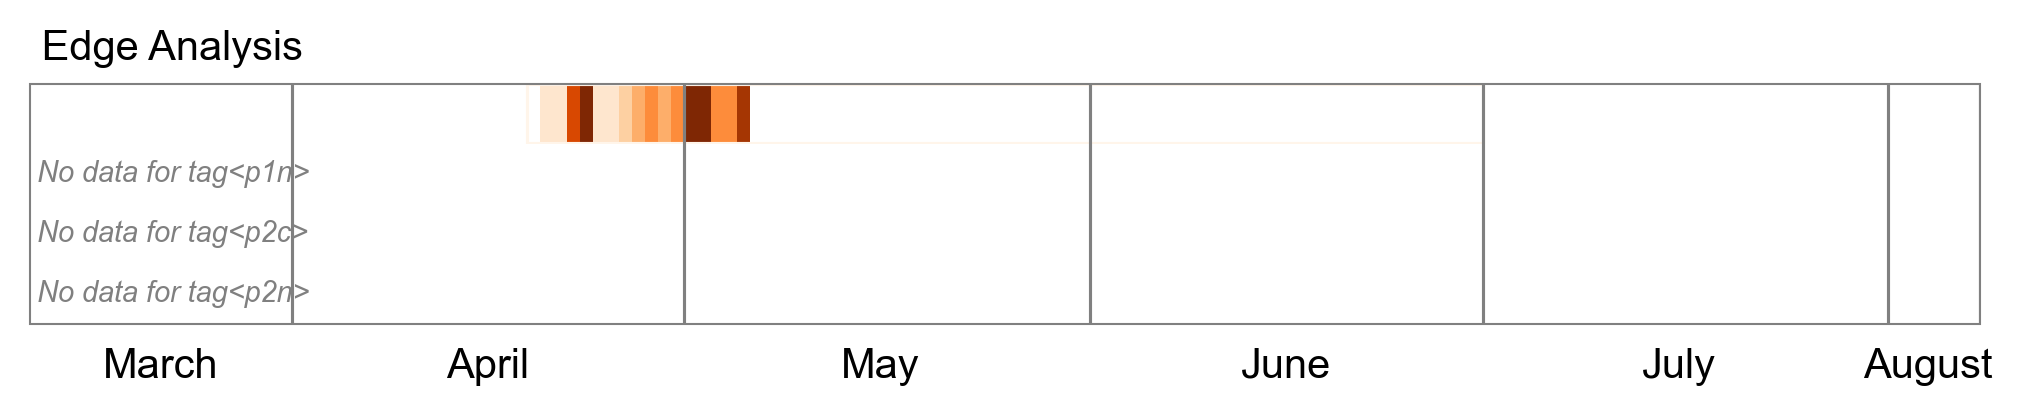 Edge Analysis
No data for tag<p1n>
No data for tag<p2c>
No data for tag<p2n>
March April May June July August